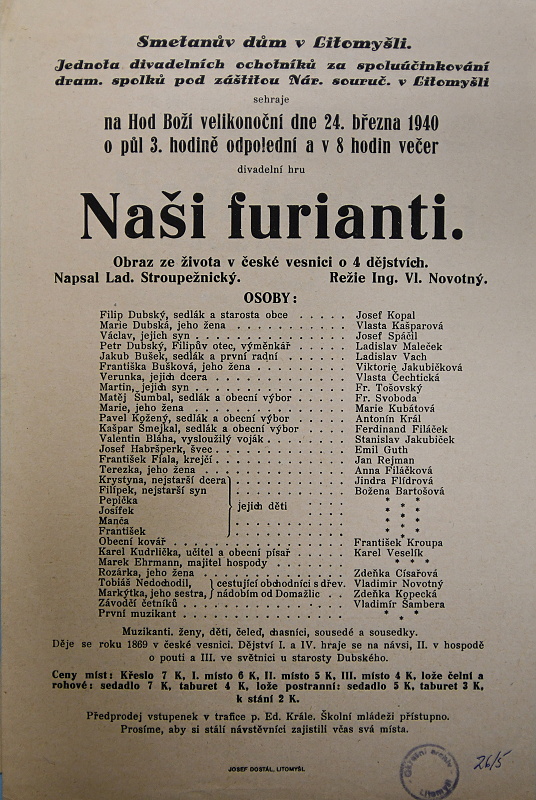 Smetanův dům v Litomyšli.
Jednota divadelních ochotníků za spoluúčinkování
dram. spolků pod záštitou Nár. souruč. v Litomyšli
sehraje
na Hod Boží velikonoční dne 24. března 1940
o půl 3. hodině odpolední a v 8 hodin večer
divadelní hru
Naši furianti.
Obraz ze života v české vesnici o 4 dějstvích.
Napsal Lad. Stroupežnický. Režie Ing. Vl. Novotný.
OSOBY:
Filip Dubský, sedlák a starosta obce . . . . . Josef Kopal
Marie Dubská, jeho žena . . . . . . . . . . Vlasta Kašparová
Václav, jejich syn . . . . . . . . . . . . . Josef Spáčil
Petr Dubský, Filipův otec, výměnkář . . . . . Ladislav Maleček
Jakub Bušek, sedlák a první radní . . . . . . Ladislav Vach
Františka Bušková, jeho žena . . . . . . . . Viktorie Jakubičková
Verunka, jejich dcera . . . . . . . . . . . Vlasta Čechtická
Martin, jejich syn . . . . . . . . . . . . . Fr. Tošovský
Matěj Šumbal, sedlák a obecní výbor . . . . . Fr. Svoboda
Marie, jeho žena . . . . . . . . . . . . . . Marie Kubátová
Pavel Kožený, sedlák a obecní výbor . . . . . Antonín Král
Kašpar Šmejkal, sedlák a obecní výbor . . . . Ferdinand Filáček
Valentin Bláha, vysloužilý voják . . . . . . . Stanislav Jakubíček
Josef Habršperk, švec . . . . . . . . . . . Emil Guth
František Fiala, krejčí . . . . . . . . . . . Jan Rejman
Terezka, jeho žena . . . . . . . . . . . . . Anna Filáčková
Krystyna, nejstarší dcera . . . . . . . . . . Jindra Flídrová
Filípek, nejstarší syn . . . . . . . . . . . Božena Bartošová
Pepička * * *
Josífek jejich děti . . . . * * *
Manča * * *
František * * *
Obecní kovář . . . . . . . . . . . . . . . František Kroupa
Karel Kudrlička, učitel a obecní písař . . . . . Karel Veselík
Marek Ehrmann, majitel hospody . . . . . . . * * *
Rozárka, jeho žena . . . . . . . . . . . . . Zdeňka Císařová
Tobiáš Nedochodil, cestující obchodníci s dřev. Vladimír Novotný
Markýtka, jeho sestra, nádobím od Domažlic . Zdeňka Kopecká
Závodčí četníků . . . . . . . . . . . . . . Vladimír Šambera
První muzikant . . . . . . . . . . . . . . * * *
Muzikanti. ženy, děti, čeleď, chasníci, sousedé a sousedky.
Děje se roku 1869 v české vesnici. Dějství I. a IV. hraje se na návsi, II. v hospodě
o pouti a III. ve světnici u starosty Dubského.
Ceny míst: Křeslo 7 K, I. místo 6 K, II. místo 5 K, III. místo 4 K, lože čelní a
rohové: sedadlo 7 K, taburet 4 K, lože postranní: sedadlo 5 K, taburet 3 K,
k stání 2 K.
Předprodej vstupenek v trafice p. Ed. Krále. Školní mládeži přístupno.
Prosíme, aby si stálí návštěvníci zajistili včas svá místa.
JOSEF DOSTÁL, LITOMYŠL
archiv
Litomyšl
26/5